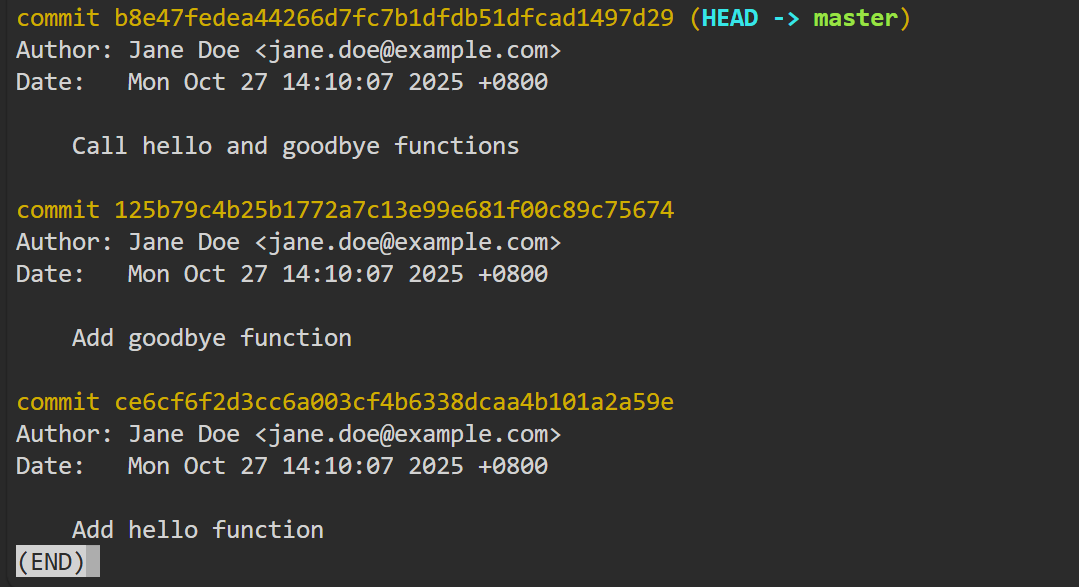 commit b8e47fedea44266d7fc7b1dfdb51dfcad1497d29 (HEAD -> master)
Author: Jane Doe <jane.doe@example.com>
Date:   Mon Oct 27 14:10:07 2025 +0800

    Call hello and goodbye functions

commit 125b79c4b25b1772a7c13e99e681f00c89c75674
Author: Jane Doe <jane.doe@example.com>
Date:   Mon Oct 27 14:10:07 2025 +0800

    Add goodbye function

commit ce6cf6f2d3cc6a003cf4b6338dcaa4b101a2a59e
Author: Jane Doe <jane.doe@example.com>
Date:   Mon Oct 27 14:10:07 2025 +0800

    Add hello function
(END)